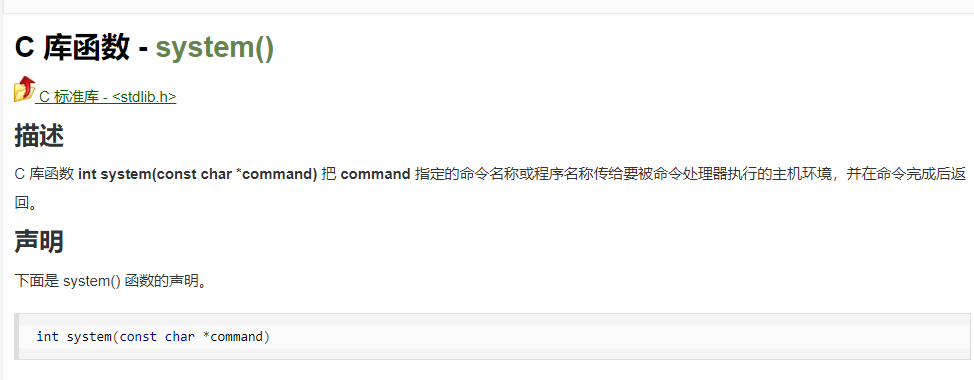 C 库函数 - system()
C 标准库 - <stdlib.h>
描述
C 库函数 int system(const char *command) 把 command 指定的命令名称或程序名称传给要被命令处理器执行的主机环境，并在命令完成后返
回。
声明
下面是 system() 函数的声明。
int system(const char *command)